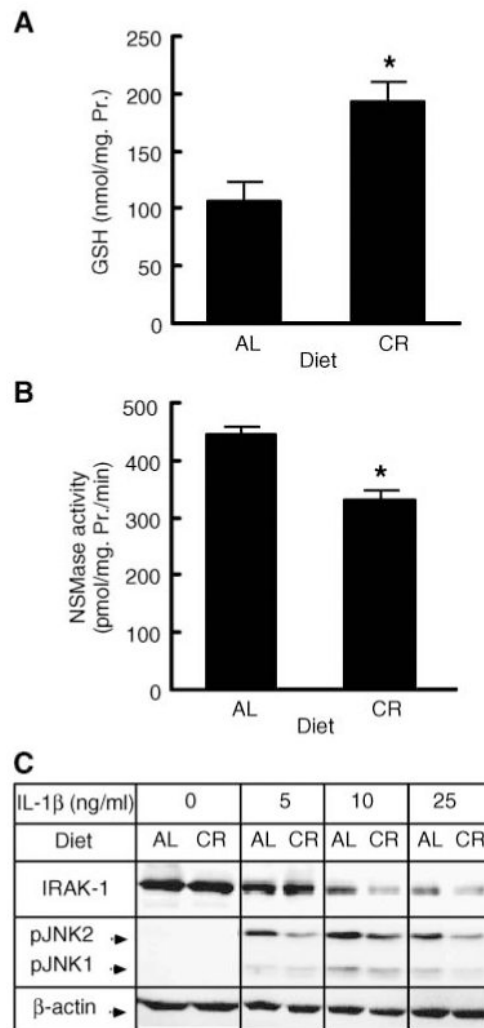 A
GSH (nmol/mg. Pr.)
250
200
150
100
50
0
*
AL
CR
Diet
B
NSMase activity
(pmol/mg. Pr./min)
500
400
300
200
100
0
*
AL
CR
Diet
C
IL-1β (ng/ml) 0 5 10 25
Diet AL CR AL CR AL CR AL CR
IRAK-1
pJNK2
pJNK1
β-actin